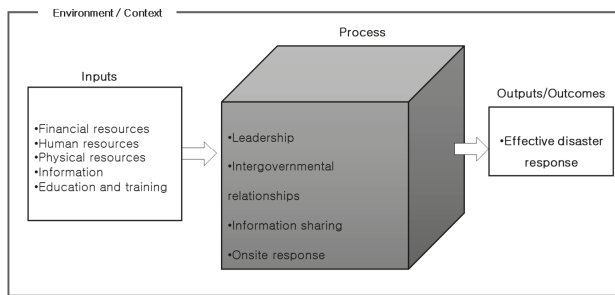 Environment / Context
Process
Inputs
•Financial resources
•Human resources
•Physical resources
•Information
•Education and training
•Leadership
•Intergovernmental
relationships
•Information sharing
•Onsite response
Outputs/Outcomes
•Effective disaster
response